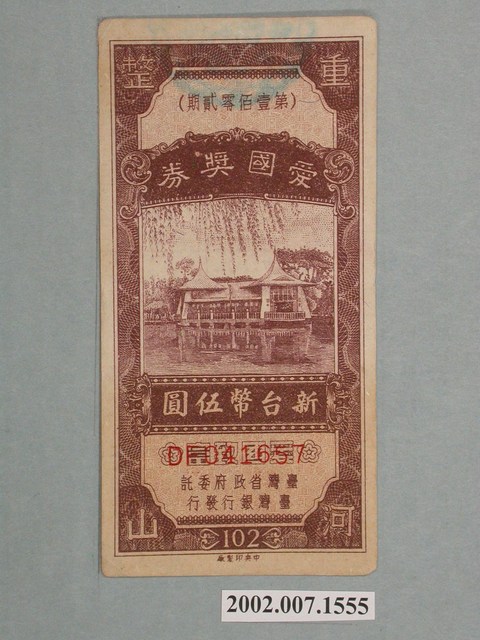 重整
(第壹佰零貳期)
愛國獎券
新台幣伍圓
DF041657
臺灣省政府委託
臺灣銀行發行
河山
102
中央印製廠
2002.007.1555